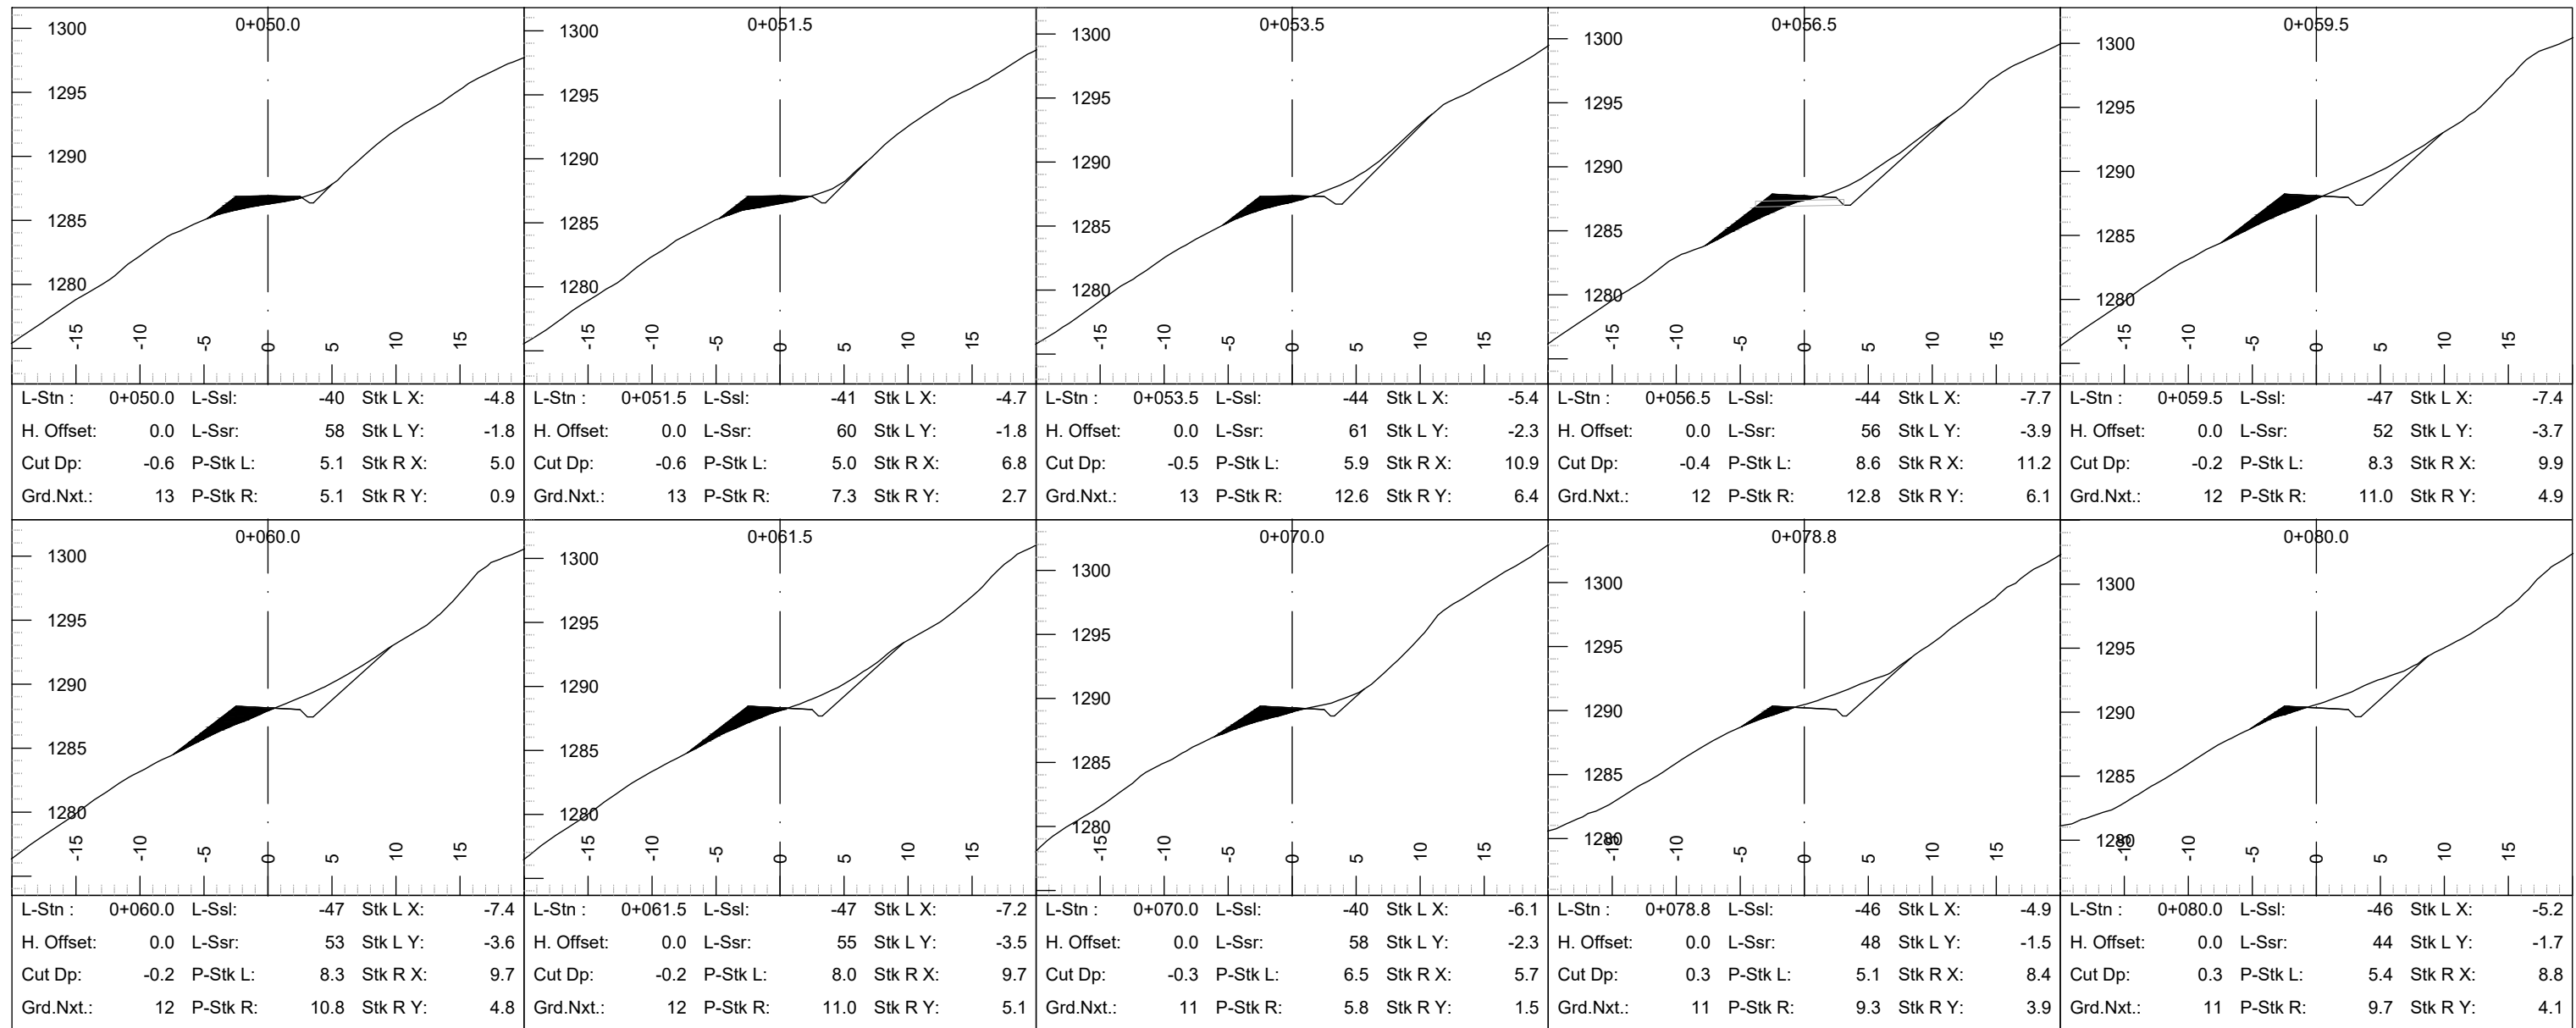 0+050.0 0+051.5 0+053.5 0+056.5 0+059.5
1300 1300 1300 1300 1300
1295 1295 1295 1295 1295
1290 1290 1290 1290 1290
1285 1285 1285 1285 1285
1280 1280 1280 1280 1280
-15 -10 -5 0 5 10 15 -15 -10 -5 0 5 10 15 -15 -10 -5 0 5 10 15 -15 -10 -5 0 5 10 15 -15 -10 -5 0 5 10 15
L-Stn : 0+050.0 L-Ssl: -40 Stk L X: -4.8 L-Stn : 0+051.5 L-Ssl: -41 Stk L X: -4.7 L-Stn : 0+053.5 L-Ssl: -44 Stk L X: -5.4 L-Stn : 0+056.5 L-Ssl: -44 Stk L X: -7.7 L-Stn : 0+059.5 L-Ssl: -47 Stk L X: -7.4
H. Offset: 0.0 L-Ssr: 58 Stk L Y: -1.8 H. Offset: 0.0 L-Ssr: 60 Stk L Y: -1.8 H. Offset: 0.0 L-Ssr: 61 Stk L Y: -2.3 H. Offset: 0.0 L-Ssr: 56 Stk L Y: -3.9 H. Offset: 0.0 L-Ssr: 52 Stk L Y: -3.7
Cut Dp: -0.6 P-Stk L: 5.1 Stk R X: 5.0 Cut Dp: -0.6 P-Stk L: 5.0 Stk R X: 6.8 Cut Dp: -0.5 P-Stk L: 5.9 Stk R X: 10.9 Cut Dp: -0.4 P-Stk L: 8.6 Stk R X: 11.2 Cut Dp: -0.2 P-Stk L: 8.3 Stk R X: 9.9
Grd.Nxt.: 13 P-Stk R: 5.1 Stk R Y: 0.9 Grd.Nxt.: 13 P-Stk R: 7.3 Stk R Y: 2.7 Grd.Nxt.: 13 P-Stk R: 12.6 Stk R Y: 6.4 Grd.Nxt.: 12 P-Stk R: 12.8 Stk R Y: 6.1 Grd.Nxt.: 12 P-Stk R: 11.0 Stk R Y: 4.9
0+060.0 0+061.5 0+070.0 0+078.8 0+080.0
1300 1300 1300 1300 1300
1295 1295 1295 1295 1295
1290 1290 1290 1290 1290
1285 1285 1285 1285 1285
1280 1280 1280 1280 1280
-15 -10 -5 0 5 10 15 -15 -10 -5 0 5 10 15 -15 -10 -5 0 5 10 15 -15 -10 -5 0 5 10 15 -15 -10 -5 0 5 10 15
L-Stn : 0+060.0 L-Ssl: -47 Stk L X: -7.4 L-Stn : 0+061.5 L-Ssl: -47 Stk L X: -7.2 L-Stn : 0+070.0 L-Ssl: -40 Stk L X: -6.1 L-Stn : 0+078.8 L-Ssl: -46 Stk L X: -4.9 L-Stn : 0+080.0 L-Ssl: -46 Stk L X: -5.2
H. Offset: 0.0 L-Ssr: 53 Stk L Y: -3.6 H. Offset: 0.0 L-Ssr: 55 Stk L Y: -3.5 H. Offset: 0.0 L-Ssr: 58 Stk L Y: -2.3 H. Offset: 0.0 L-Ssr: 48 Stk L Y: -1.5 H. Offset: 0.0 L-Ssr: 44 Stk L Y: -1.7
Cut Dp: -0.2 P-Stk L: 8.3 Stk R X: 9.7 Cut Dp: -0.2 P-Stk L: 8.0 Stk R X: 9.7 Cut Dp: -0.3 P-Stk L: 6.5 Stk R X: 5.7 Cut Dp: 0.3 P-Stk L: 5.1 Stk R X: 8.4 Cut Dp: 0.3 P-Stk L: 5.4 Stk R X: 8.8
Grd.Nxt.: 12 P-Stk R: 10.8 Stk R Y: 4.8 Grd.Nxt.: 12 P-Stk R: 11.0 Stk R Y: 5.1 Grd.Nxt.: 11 P-Stk R: 5.8 Stk R Y: 1.5 Grd.Nxt.: 11 P-Stk R: 9.3 Stk R Y: 3.9 Grd.Nxt.: 11 P-Stk R: 9.7 Stk R Y: 4.1